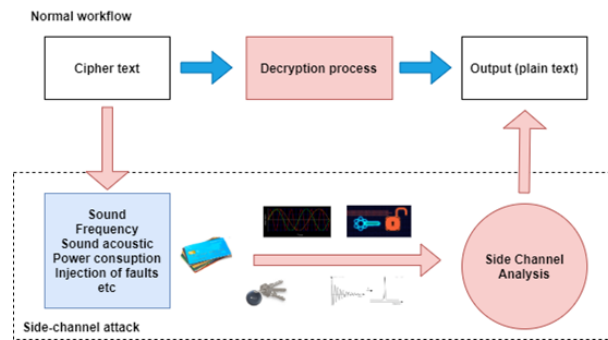 Normal workflow
Cipher text
Decryption process
Output (plain text)
Sound
Frequency
Sound acoustic
Power consuption
Injection of faults
etc
Side Channel
Analysis
Side-channel attack